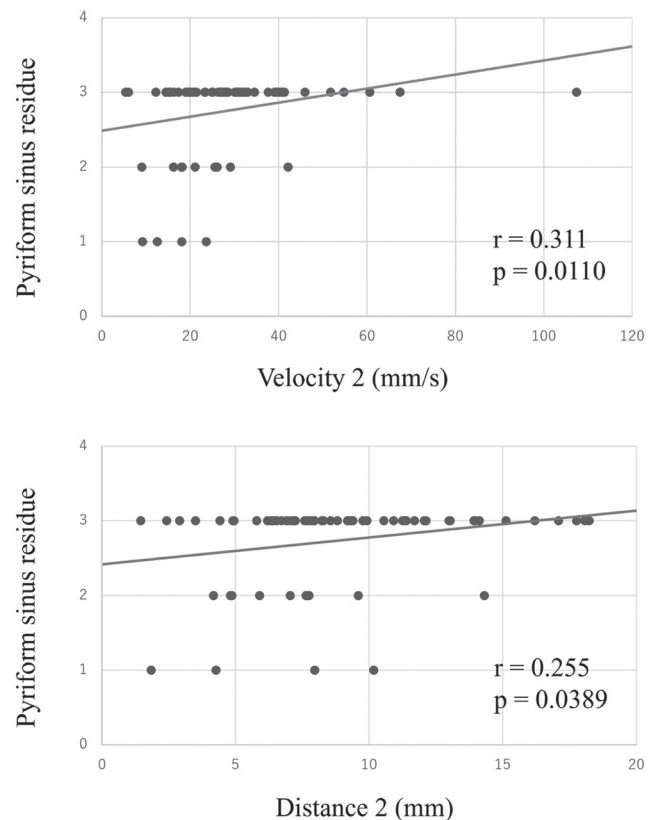 4
3
2
1
0
Pyriform sinus residue
r = 0.311
p = 0.0110
0 20 40 60 80 100 120
Velocity 2 (mm/s)
4
3
2
1
0
Pyriform sinus residue
r = 0.255
p = 0.0389
0 5 10 15 20
Distance 2 (mm)